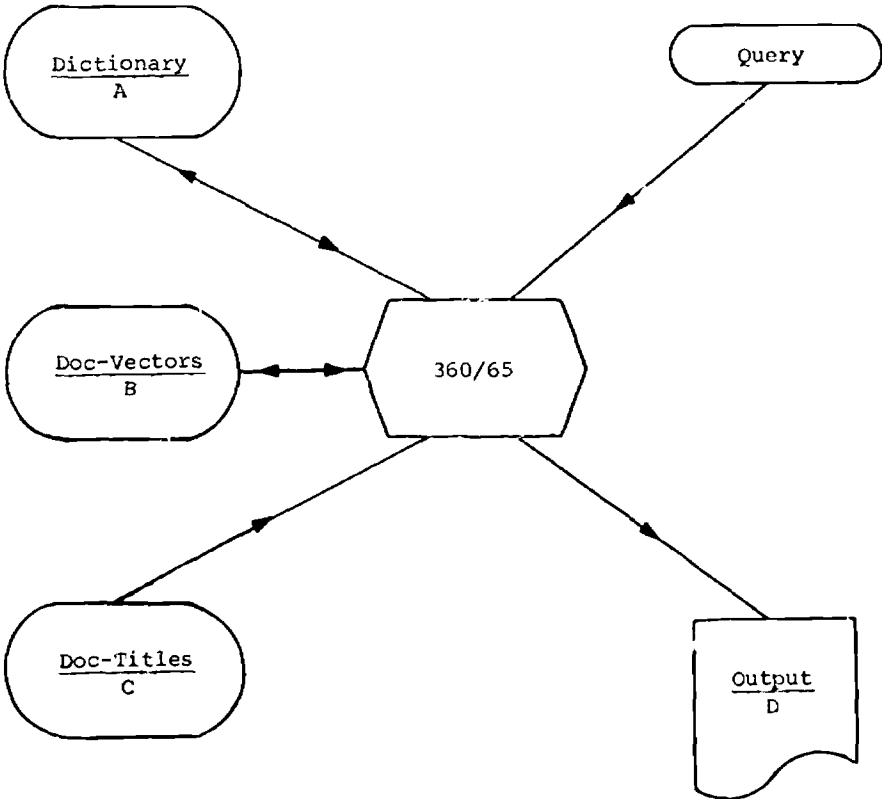 Dictionary
A
Query
Doc-Vectors
B
360/65
Doc-Titles
C
Output
D